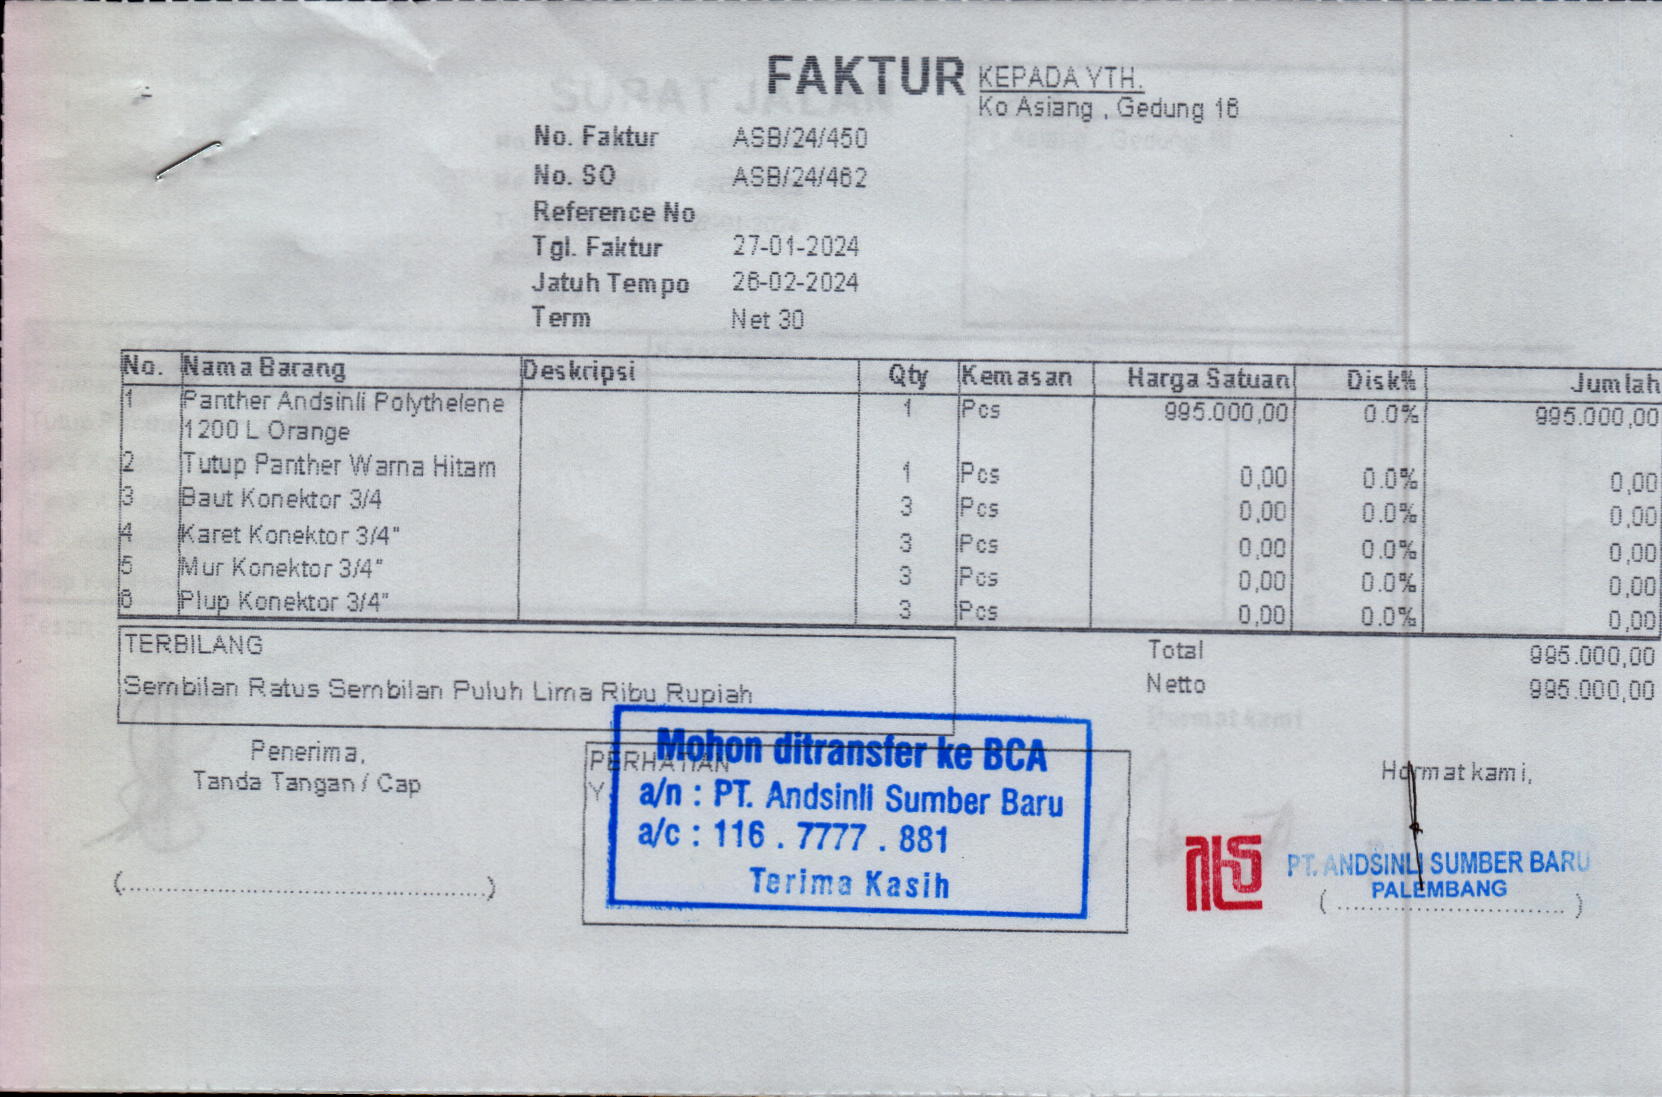 FAKTUR
KEPADA YTH.
Ko Asiang , Gedung 16
No. Faktur ASB/24/450
No. SO ASB/24/462
Reference No
Tgl. Faktur 27-01-2024
Jatuh Tempo 26-02-2024
Term Net 30
No. Nama Barang Deskripsi Qty Kemasan Harga Satuan Disk% Jumlah
1 Panther Andsinli Polythelene 1 Pcs 995.000,00 0.0% 995.000,00
1200 L Orange
2 Tutup Panther Warna Hitam 1 Pcs 0,00 0.0% 0,00
3 Baut Konektor 3/4 3 Pcs 0,00 0.0% 0,00
4 Karet Konektor 3/4" 3 Pcs 0,00 0.0% 0,00
5 Mur Konektor 3/4" 3 Pcs 0,00 0.0% 0,00
6 Plup Konektor 3/4" 3 Pcs 0,00 0.0% 0,00
TERBILANG
Sembilan Ratus Sembilan Puluh Lima Ribu Rupiah
Total 995.000,00
Netto 995.000,00
Penerima,
Tanda Tangan / Cap
PERHATIAN
Mohon ditransfer ke BCA
a/n : PT. Andsinli Sumber Baru
a/c : 116 . 7777 . 881
Terima Kasih
Hormat kami,
PT. ANDSINLI SUMBER BARU
PALEMBANG